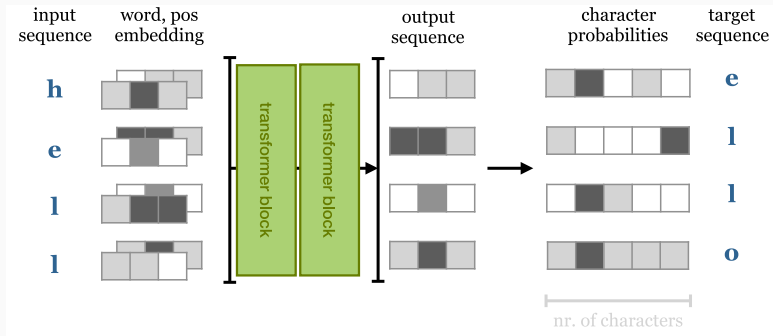 input
sequence
word, pos
embedding
output
sequence
character
probabilities
target
sequence
h
e
l
l
transformer block
transformer block
e
l
l
o
nr. of characters